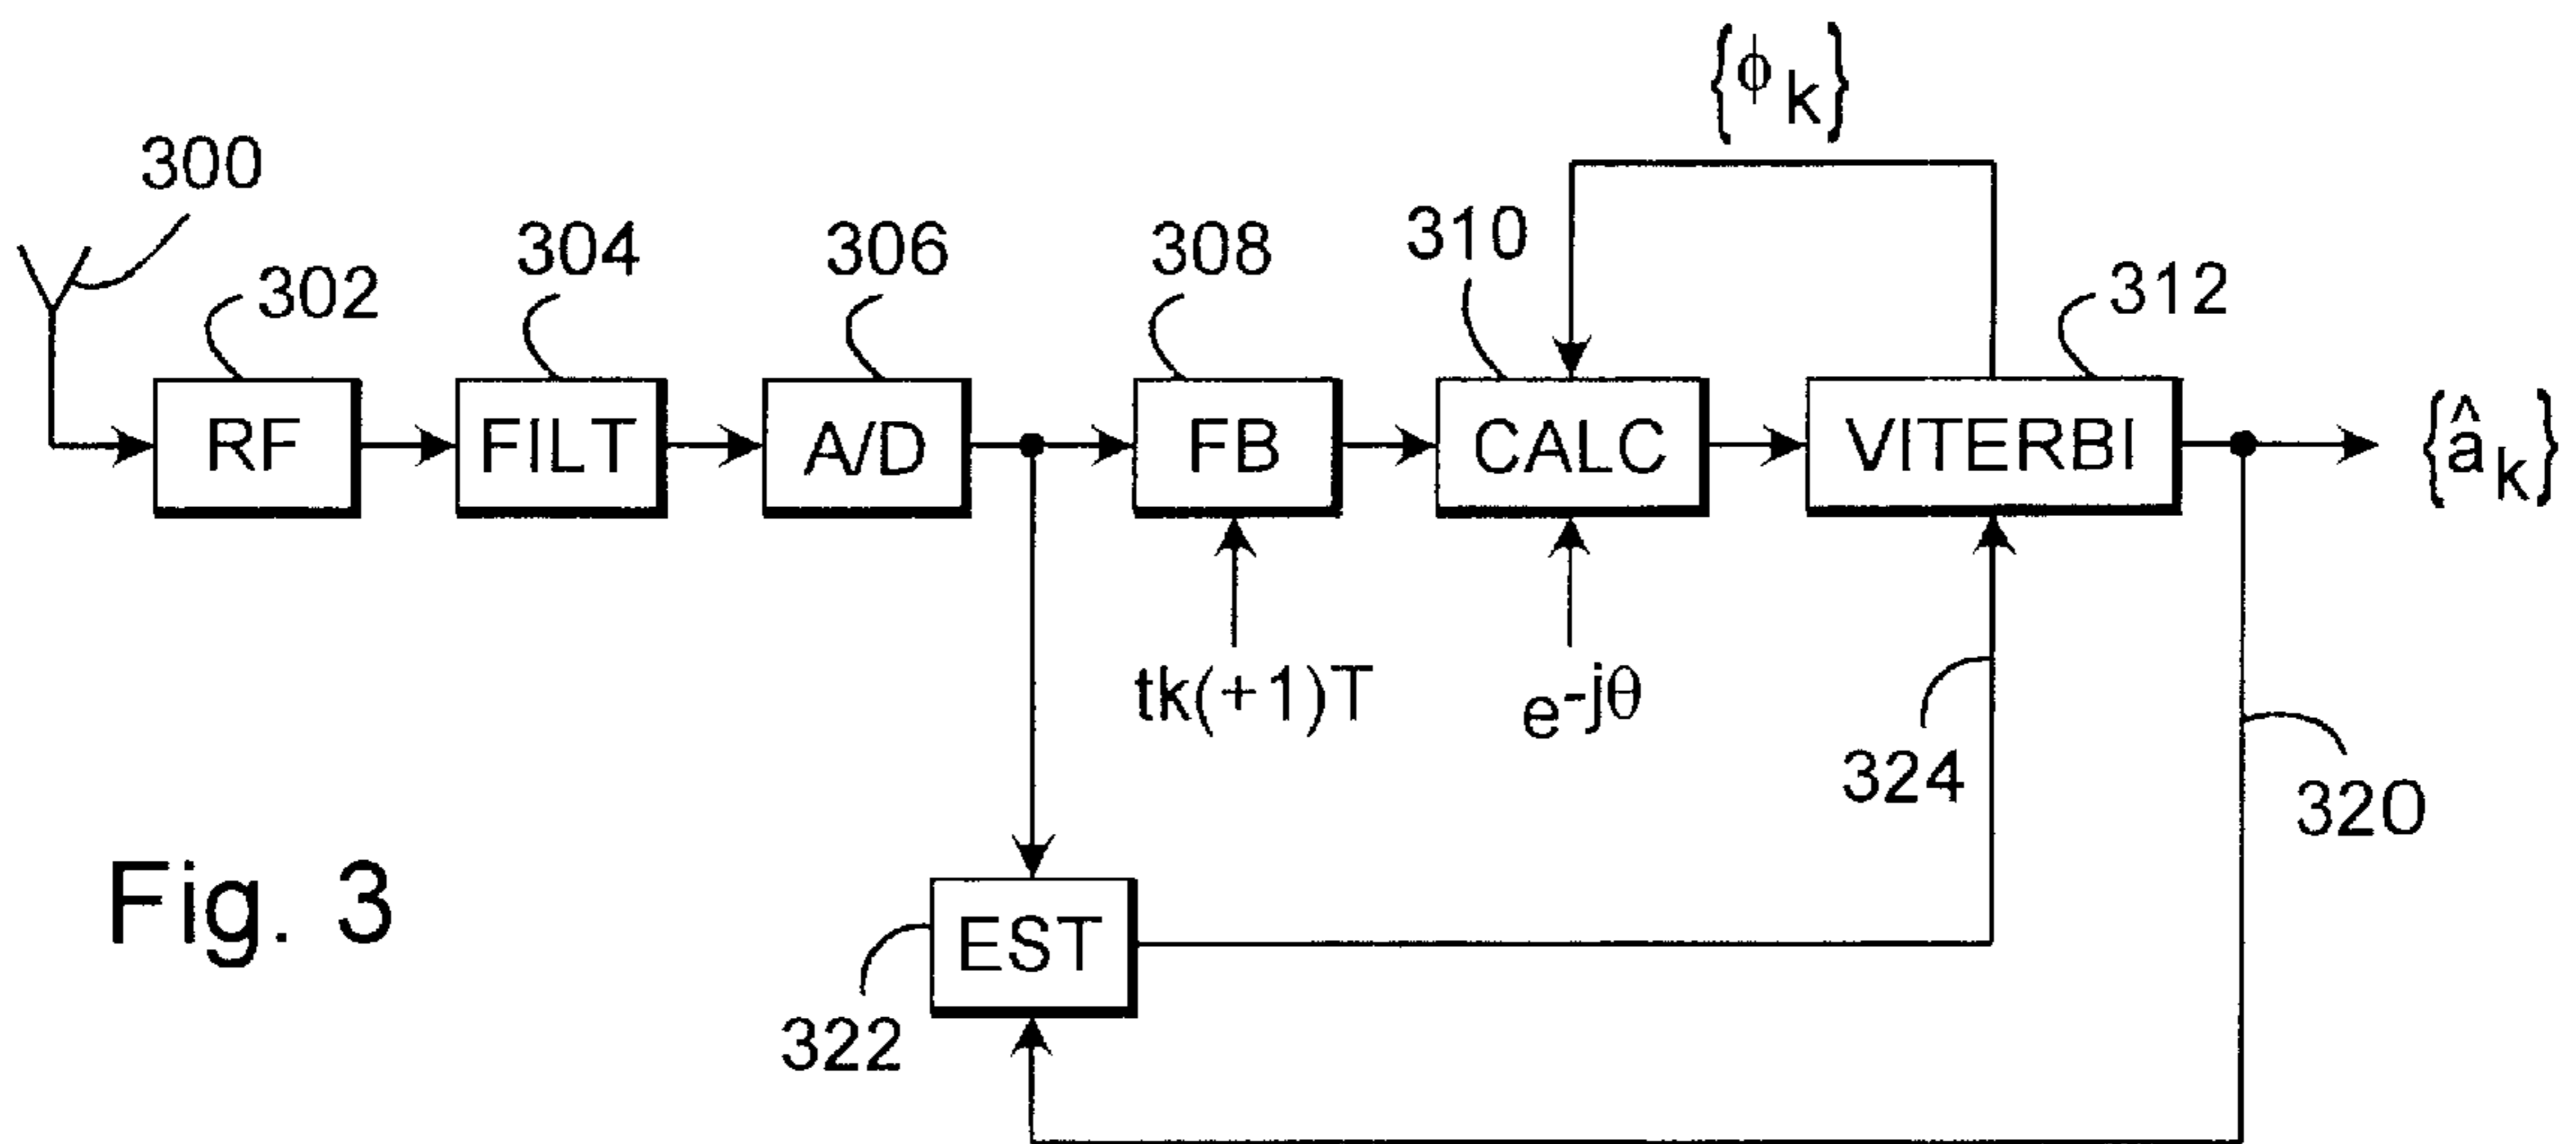 {ϕk}
300
302
304
306
308
310
312
RF
FILT
A/D
FB
CALC
VITERBI
{âk}
tk(+1)T
e-jθ
324
320
Fig. 3
EST
322